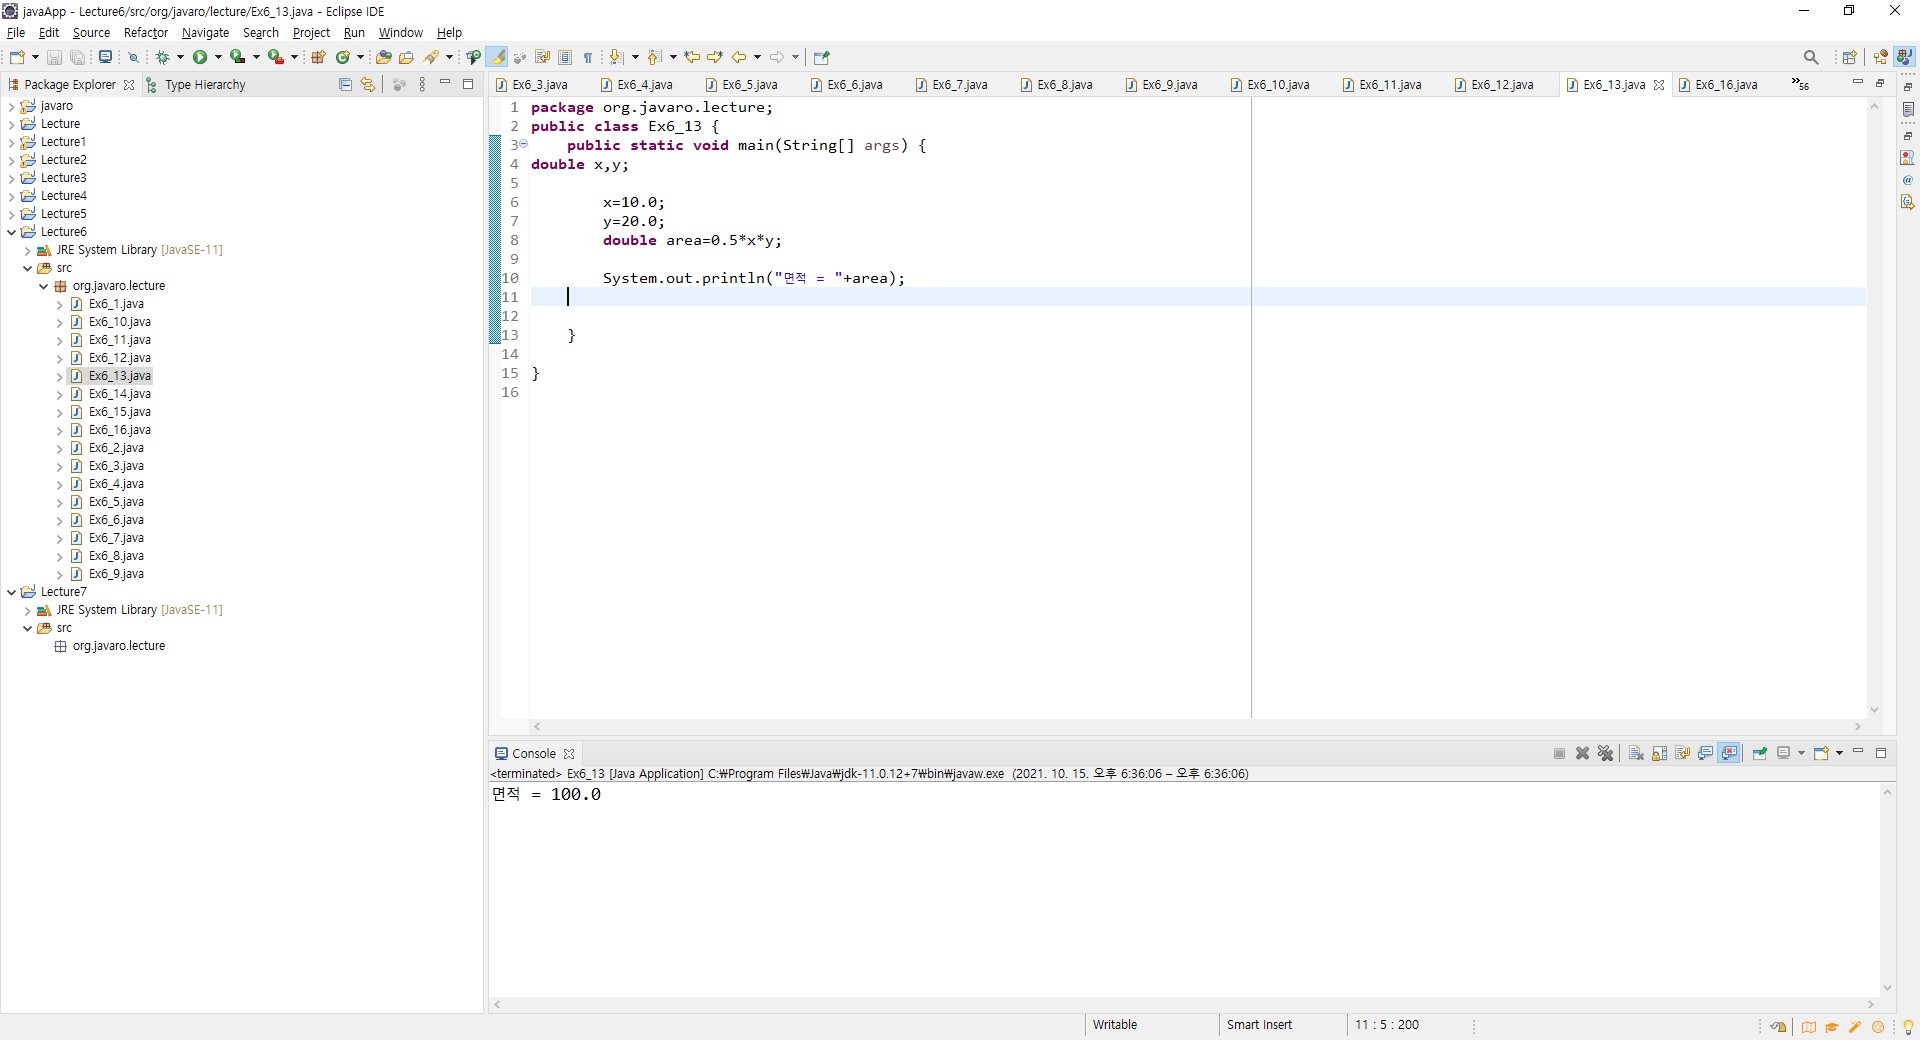 javaApp - Lecture6/src/org/javaro/lecture/Ex6_13.java - Eclipse IDE
File Edit Source Refactor Navigate Search Project Run Window Help
Package Explorer Type Hierarchy
javaro
Lecture
Lecture1
Lecture2
Lecture3
Lecture4
Lecture5
Lecture6
JRE System Library [JavaSE-11]
src
org.javaro.lecture
Ex6_1.java
Ex6_10.java
Ex6_11.java
Ex6_12.java
Ex6_13.java
Ex6_14.java
Ex6_15.java
Ex6_16.java
Ex6_2.java
Ex6_3.java
Ex6_4.java
Ex6_5.java
Ex6_6.java
Ex6_7.java
Ex6_8.java
Ex6_9.java
Lecture7
JRE System Library [JavaSE-11]
src
org.javaro.lecture
Ex6_3.java Ex6_4.java Ex6_5.java Ex6_6.java Ex6_7.java Ex6_8.java Ex6_9.java Ex6_10.java Ex6_11.java Ex6_12.java Ex6_13.java Ex6_16.java »56
1 package org.javaro.lecture;
2 public class Ex6_13 {
3 public static void main(String[] args) {
4 double x,y;
5
6 x=10.0;
7 y=20.0;
8 double area=0.5*x*y;
9
10 System.out.println("면적 = "+area);
11
12
13 }
14
15 }
16
Console
<terminated> Ex6_13 [Java Application] C:₩Program Files₩Java₩jdk-11.0.12+7₩bin₩javaw.exe (2021. 10. 15. 오후 6:36:06 – 오후 6:36:06)
면적 = 100.0
Writable Smart Insert 11 : 5 : 200